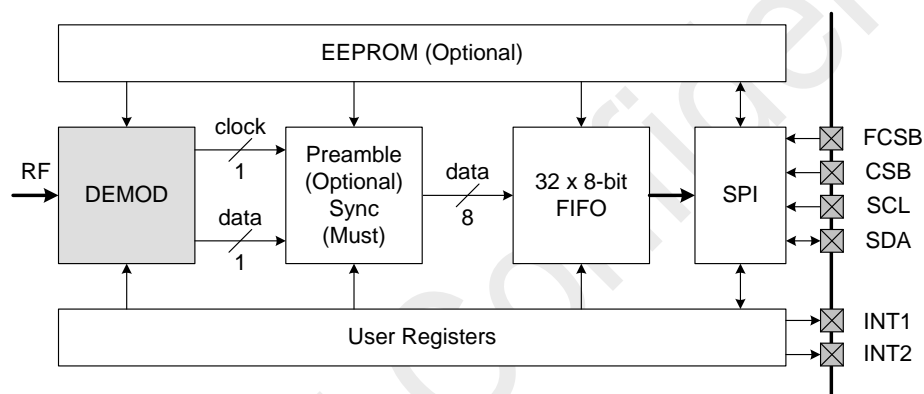 EEPROM (Optional)
RF
DEMOD
clock
1
data
1
Preamble
(Optional)
Sync
(Must)
data
8
32 x 8-bit
FIFO
SPI
FCSB
CSB
SCL
SDA
User Registers
INT1
INT2